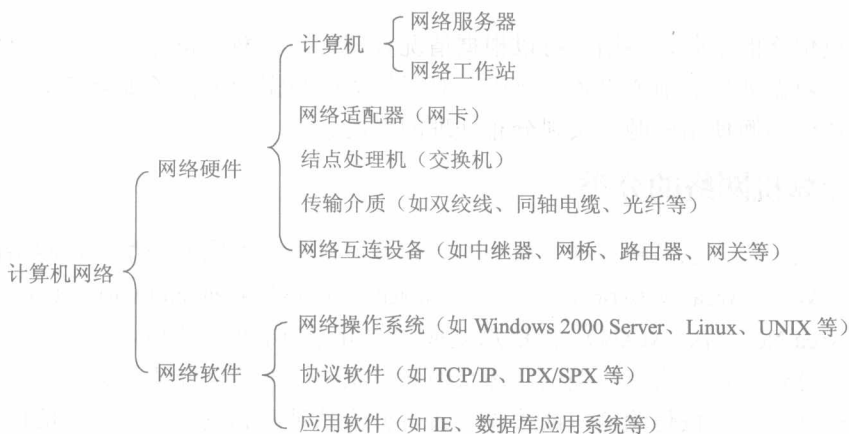 网络服务器
计算机
网络工作站
网络适配器（网卡）
结点处理机（交换机）
网络硬件
传输介质（如双绞线、同轴电缆、光纤等）
网络互连设备（如中继器、网桥、路由器、网关等）
计算机网络
网络操作系统（如 Windows 2000 Server、Linux、UNIX 等）
网络软件
协议软件（如 TCP/IP、IPX/SPX 等）
应用软件（如 IE、数据库应用系统等）